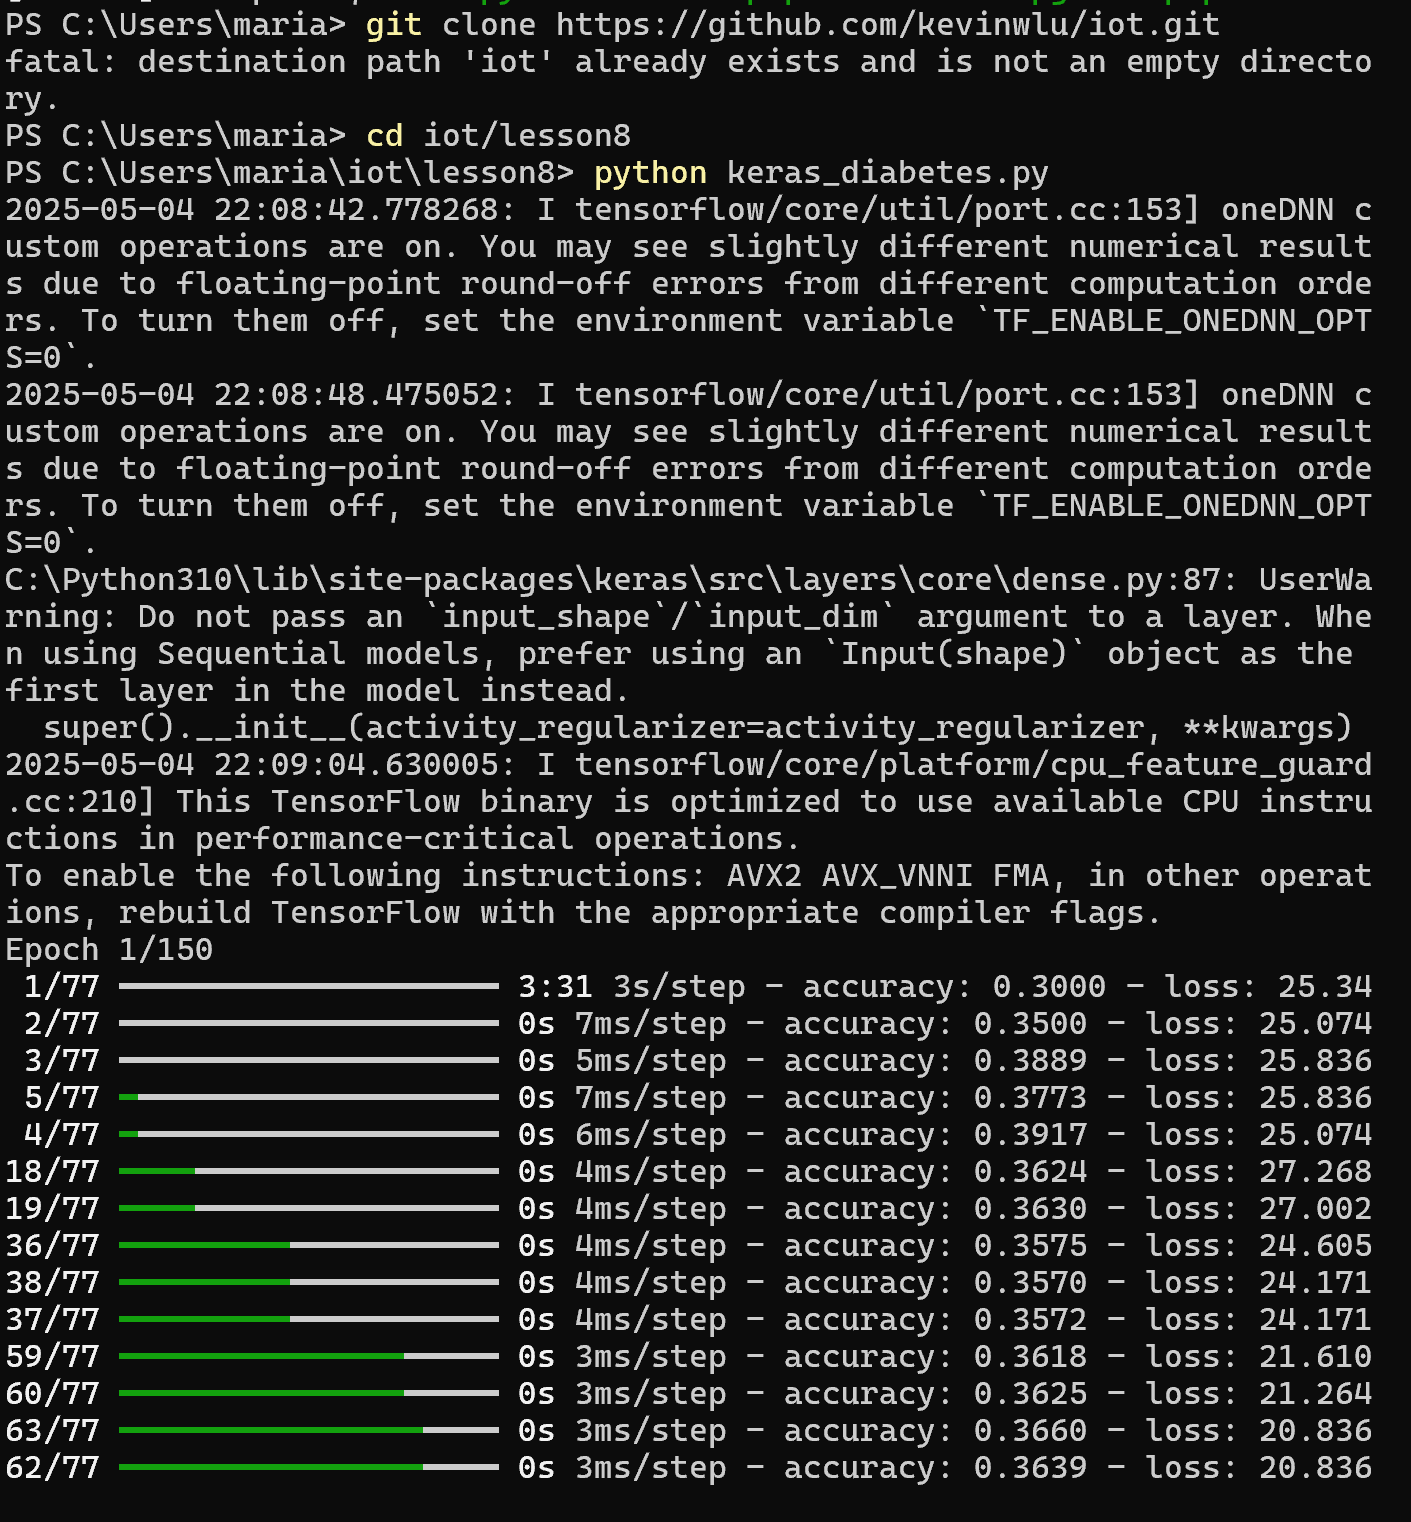 PS C:\Users\maria> git clone https://github.com/kevinwlu/iot.git
fatal: destination path 'iot' already exists and is not an empty directo
ry.
PS C:\Users\maria> cd iot/lesson8
PS C:\Users\maria\iot\lesson8> python keras_diabetes.py
2025-05-04 22:08:42.778268: I tensorflow/core/util/port.cc:153] oneDNN c
ustom operations are on. You may see slightly different numerical result
s due to floating-point round-off errors from different computation orde
rs. To turn them off, set the environment variable `TF_ENABLE_ONEDNN_OPT
S=0`.
2025-05-04 22:08:48.475052: I tensorflow/core/util/port.cc:153] oneDNN c
ustom operations are on. You may see slightly different numerical result
s due to floating-point round-off errors from different computation orde
rs. To turn them off, set the environment variable `TF_ENABLE_ONEDNN_OPT
S=0`.
C:\Python310\lib\site-packages\keras\src\layers\core\dense.py:87: UserWa
rning: Do not pass an `input_shape`/`input_dim` argument to a layer. Whe
n using Sequential models, prefer using an `Input(shape)` object as the
first layer in the model instead.
  super().__init__(activity_regularizer=activity_regularizer, **kwargs)
2025-05-04 22:09:04.630005: I tensorflow/core/platform/cpu_feature_guard
.cc:210] This TensorFlow binary is optimized to use available CPU instru
ctions in performance-critical operations.
To enable the following instructions: AVX2 AVX_VNNI FMA, in other operat
ions, rebuild TensorFlow with the appropriate compiler flags.
Epoch 1/150
1/77 3:31 3s/step - accuracy: 0.3000 - loss: 25.34
2/77 0s 7ms/step - accuracy: 0.3500 - loss: 25.074
3/77 0s 5ms/step - accuracy: 0.3889 - loss: 25.836
5/77 0s 7ms/step - accuracy: 0.3773 - loss: 25.836
4/77 0s 6ms/step - accuracy: 0.3917 - loss: 25.074
18/77 0s 4ms/step - accuracy: 0.3624 - loss: 27.268
19/77 0s 4ms/step - accuracy: 0.3630 - loss: 27.002
36/77 0s 4ms/step - accuracy: 0.3575 - loss: 24.605
38/77 0s 4ms/step - accuracy: 0.3570 - loss: 24.171
37/77 0s 4ms/step - accuracy: 0.3572 - loss: 24.171
59/77 0s 3ms/step - accuracy: 0.3618 - loss: 21.610
60/77 0s 3ms/step - accuracy: 0.3625 - loss: 21.264
63/77 0s 3ms/step - accuracy: 0.3660 - loss: 20.836
62/77 0s 3ms/step - accuracy: 0.3639 - loss: 20.836